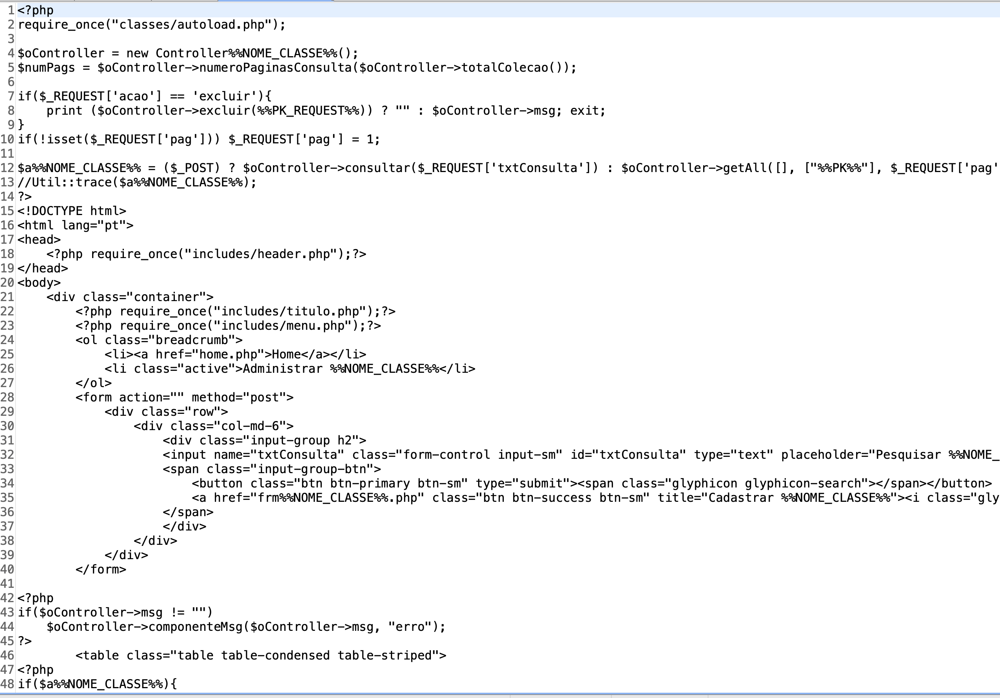 1 <?php
2 require_once("classes/autoload.php");
3
4 $oController = new Controller%%NOME_CLASSE%%();
5 $numPags = $oController->numeroPaginasConsulta($oController->totalColecao());
6
7 if($_REQUEST['acao'] == 'excluir'){
8     print ($oController->excluir(%%PK_REQUEST%%)) ? "" : $oController->msg; exit;
9 }
10 if(!isset($_REQUEST['pag'])) $_REQUEST['pag'] = 1;
11
12 $a%%NOME_CLASSE%% = ($_POST) ? $oController->consultar($_REQUEST['txtConsulta']) : $oController->getAll([], ["%%PK%%"], $_REQUEST['pag'
13 //Util::trace($a%%NOME_CLASSE%%);
14 ?>
15 <!DOCTYPE html>
16 <html lang="pt">
17 <head>
18     <?php require_once("includes/header.php");?>
19 </head>
20 <body>
21     <div class="container">
22         <?php require_once("includes/titulo.php");?>
23         <?php require_once("includes/menu.php");?>
24         <ol class="breadcrumb">
25             <li><a href="home.php">Home</a></li>
26             <li class="active">Administrar %%NOME_CLASSE%%</li>
27         </ol>
28         <form action="" method="post">
29             <div class="row">
30                 <div class="col-md-6">
31                     <div class="input-group h2">
32                     <input name="txtConsulta" class="form-control input-sm" id="txtConsulta" type="text" placeholder="Pesquisar %%NOME_
33                     <span class="input-group-btn">
34                         <button class="btn btn-primary btn-sm" type="submit"><span class="glyphicon glyphicon-search"></span></button>
35                         <a href="frm%%NOME_CLASSE%%.php" class="btn btn-success btn-sm" title="Cadastrar %%NOME_CLASSE%%"><i class="gly
36                     </span>
37                     </div>
38                 </div>
39             </div>
40         </form>
41
42 <?php
43 if($oController->msg != "")
44     $oController->componenteMsg($oController->msg, "erro");
45 ?>
46         <table class="table table-condensed table-striped">
47 <?php
48 if($a%%NOME_CLASSE%%){